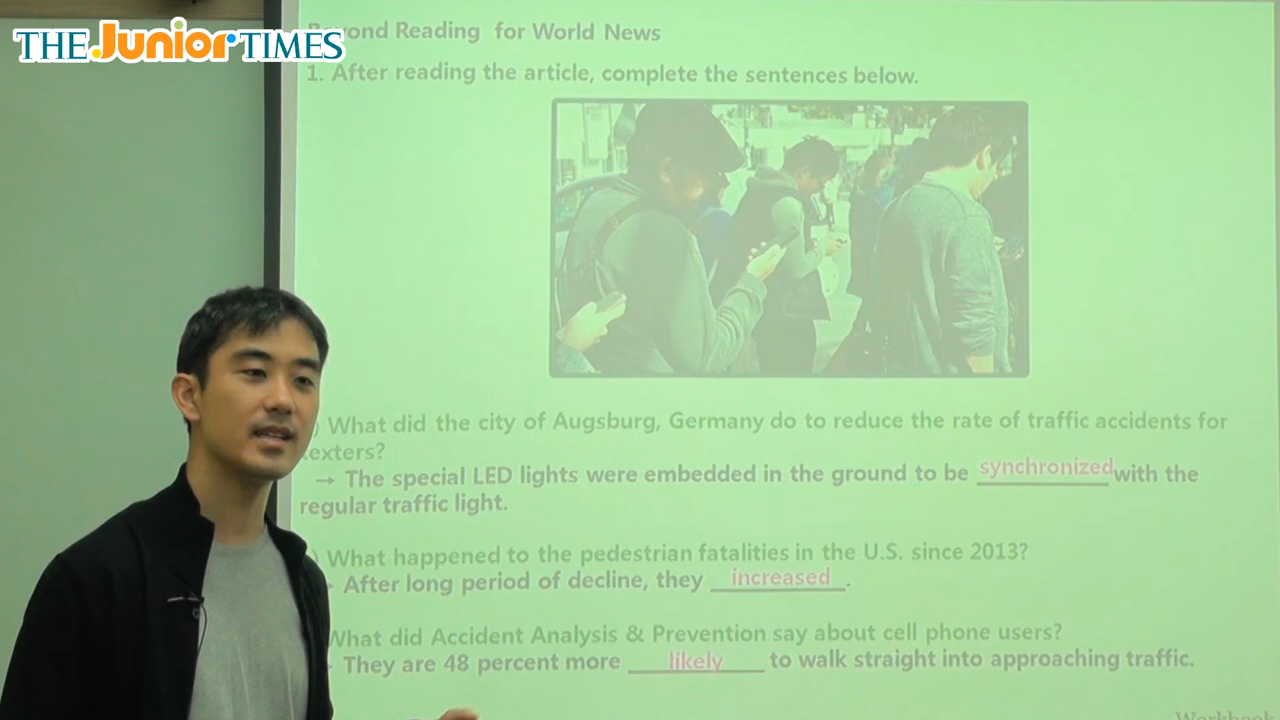 THE Junior TIMES
yond Reading for World News
1. After reading the article, complete the sentences below.
) What did the city of Augsburg, Germany do to reduce the rate of traffic accidents for
texters?
→ The special LED lights were embedded in the ground to be synchronized with the
regular traffic light.
) What happened to the pedestrian fatalities in the U.S. since 2013?
After long period of decline, they increased.
What did Accident Analysis & Prevention say about cell phone users?
They are 48 percent more likely to walk straight into approaching traffic.
Workbook